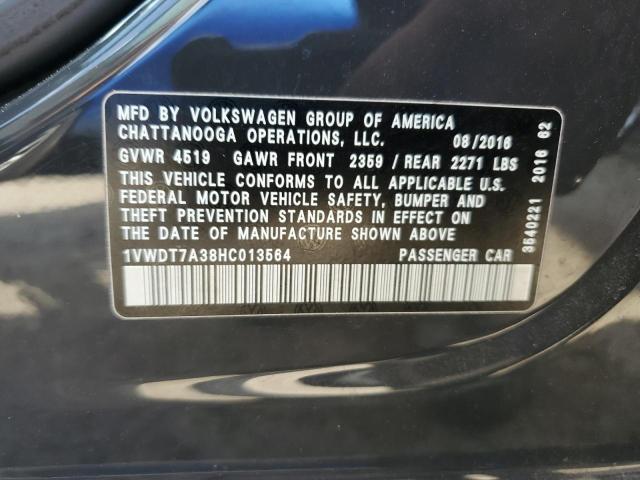 MFD BY VOLKSWAGEN GROUP OF AMERICA
CHATTANOOGA OPERATIONS, LLC. 08/2016
GVWR 4519 GAWR FRONT 2359 / REAR 2271 LBS
THIS VEHICLE CONFORMS TO ALL APPLICABLE U.S.
FEDERAL MOTOR VEHICLE SAFETY, BUMPER AND
THEFT PREVENTION STANDARDS IN EFFECT ON
THE DATE OF MANUFACTURE SHOWN ABOVE
1VWDT7A38HC013564 PASSENGER CAR
3540221 2016 62